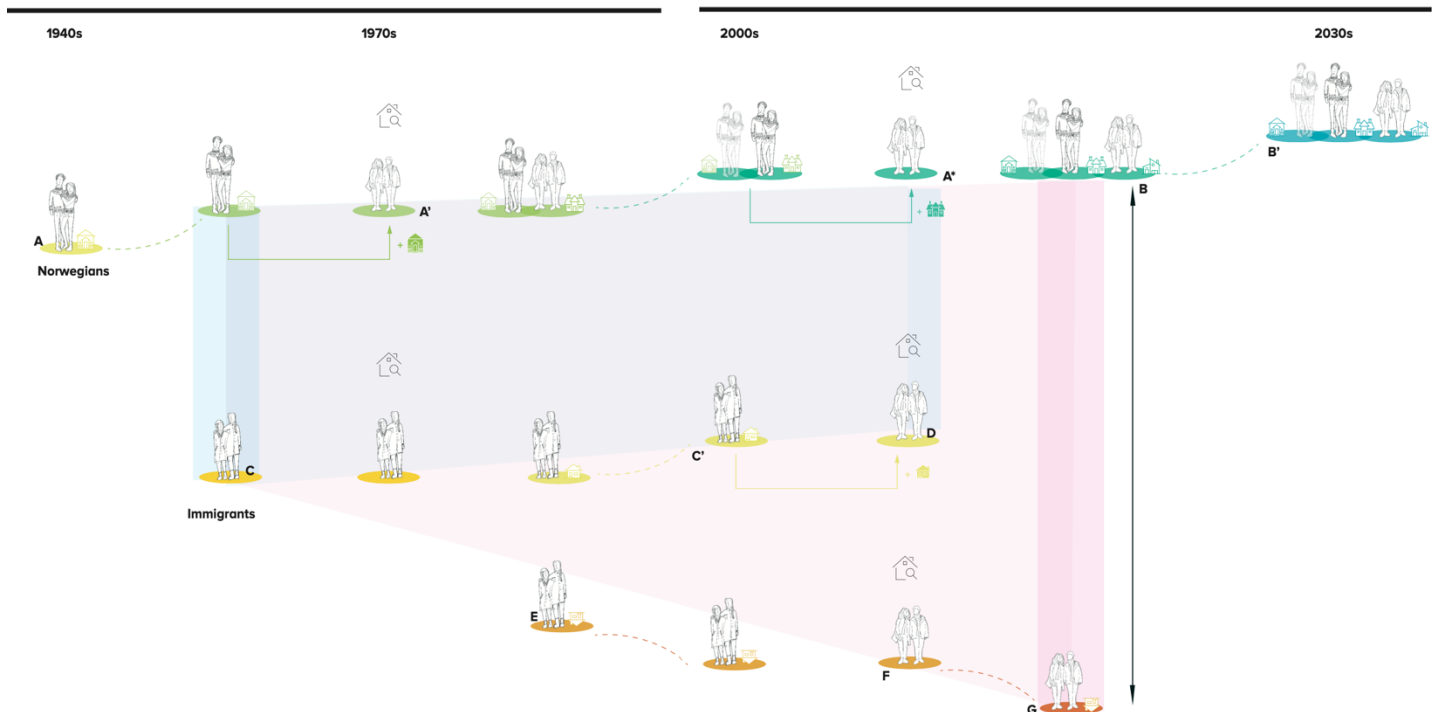 1940s
1970s
2000s
2030s
A
Norwegians
A'
+
A*
+
B
B'
C
Immigrants
C'
D
+
E
F
G